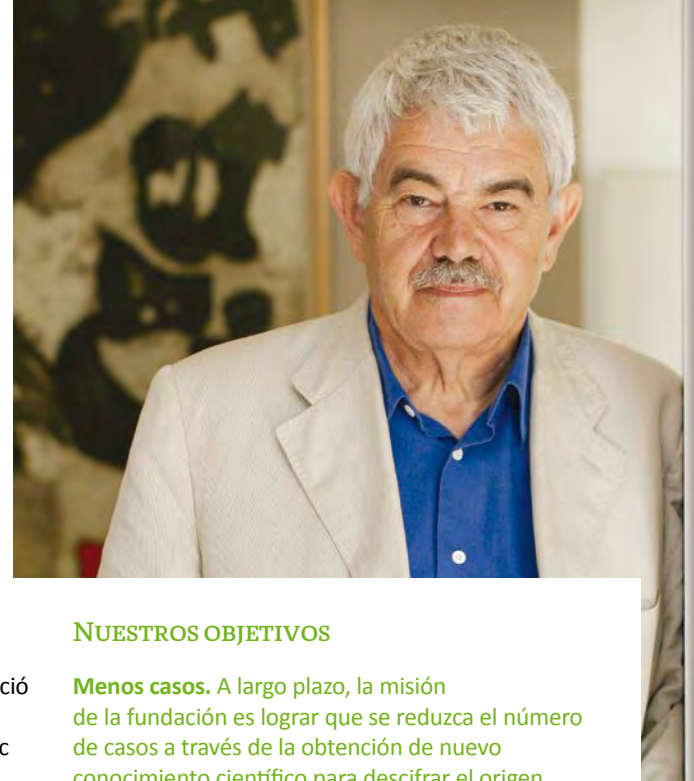 Nuestros objetivos
ció
c
Menos casos. A largo plazo, la misión
de la fundación es lograr que se reduzca el número
de casos a través de la obtención de nuevo
conocimiento científico para descifrar el origen